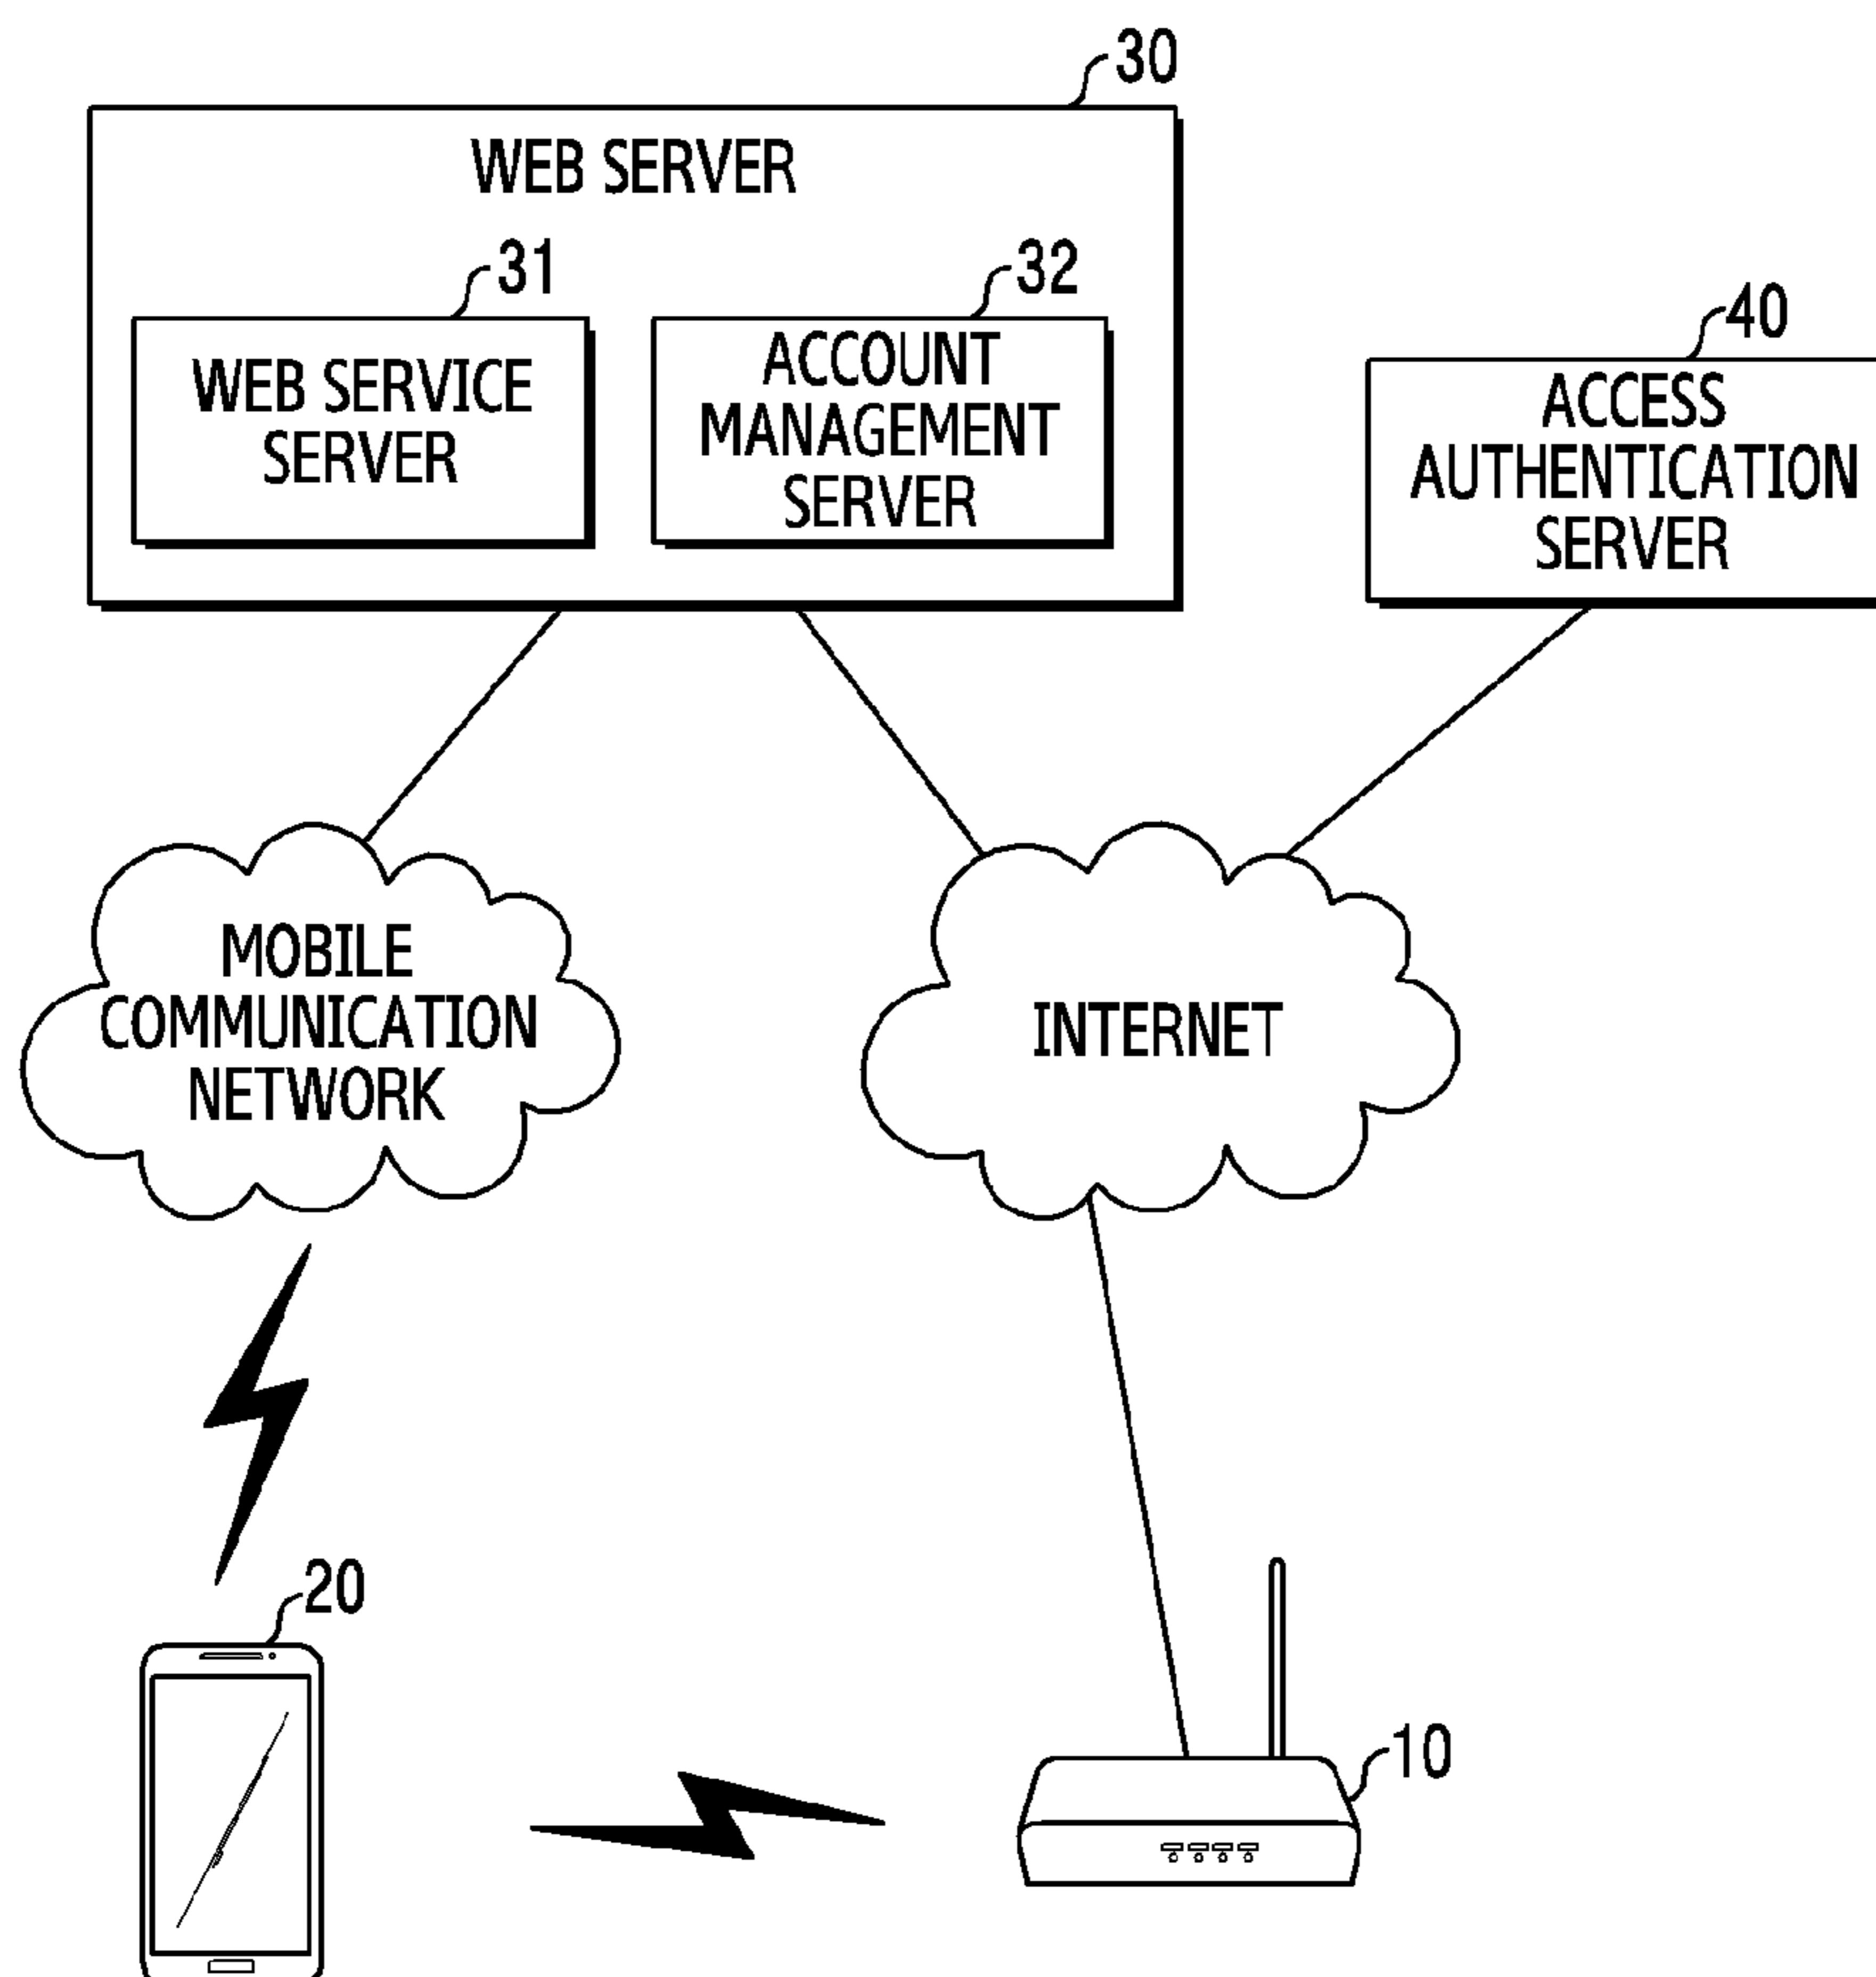 30
WEB SERVER
31
32
WEB SERVICE
SERVER
ACCOUNT
MANAGEMENT
SERVER
40
ACCESS
AUTHENTICATION
SERVER
MOBILE
COMMUNICATION
NETWORK
INTERNET
20
10